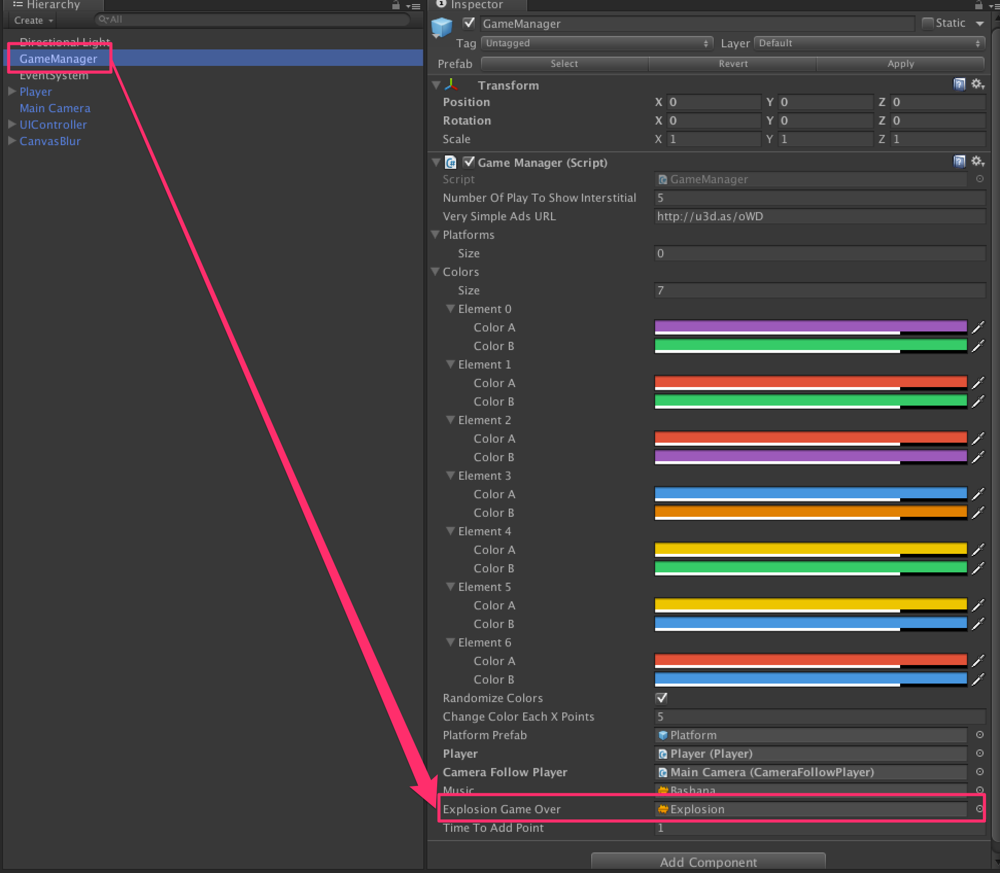 Hierarchy
Create
All
Directional Light
GameManager
EventSystem
Player
Main Camera
UIController
CanvasBlur
Inspector
GameManager
Static
Tag Untagged Layer Default
Prefab Select Revert Apply
Transform
Position X 0 Y 0 Z 0
Rotation X 0 Y 0 Z 0
Scale X 1 Y 1 Z 1
Game Manager (Script)
Script GameManager
Number Of Play To Show Interstitial 5
Very Simple Ads URL http://u3d.as/oWD
Platforms
Size 0
Colors
Size 7
Element 0
Color A
Color B
Element 1
Color A
Color B
Element 2
Color A
Color B
Element 3
Color A
Color B
Element 4
Color A
Color B
Element 5
Color A
Color B
Element 6
Color A
Color B
Randomize Colors
Change Color Each X Points 5
Platform Prefab Platform
Player Player (Player)
Camera Follow Player Main Camera (CameraFollowPlayer)
Music Bashana
Explosion Game Over Explosion
Time To Add Point 1
Add Component